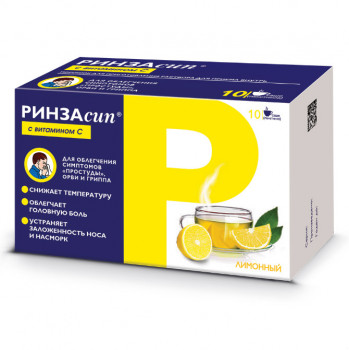 10
РИНЗАсип®
с витамином С
10
ДЛЯ ОБЛЕГЧЕНИЯ
СИМПТОМОВ
«ПРОСТУДЫ»,
ОРВИ И ГРИППА
СНИЖАЕТ ТЕМПЕРАТУРУ
ОБЛЕГЧАЕТ
ГОЛОВНУЮ БОЛЬ
УСТРАНЯЕТ
ЗАЛОЖЕННОСТЬ НОСА
И НАСМОРК
Р
ЛИМОННЫЙ